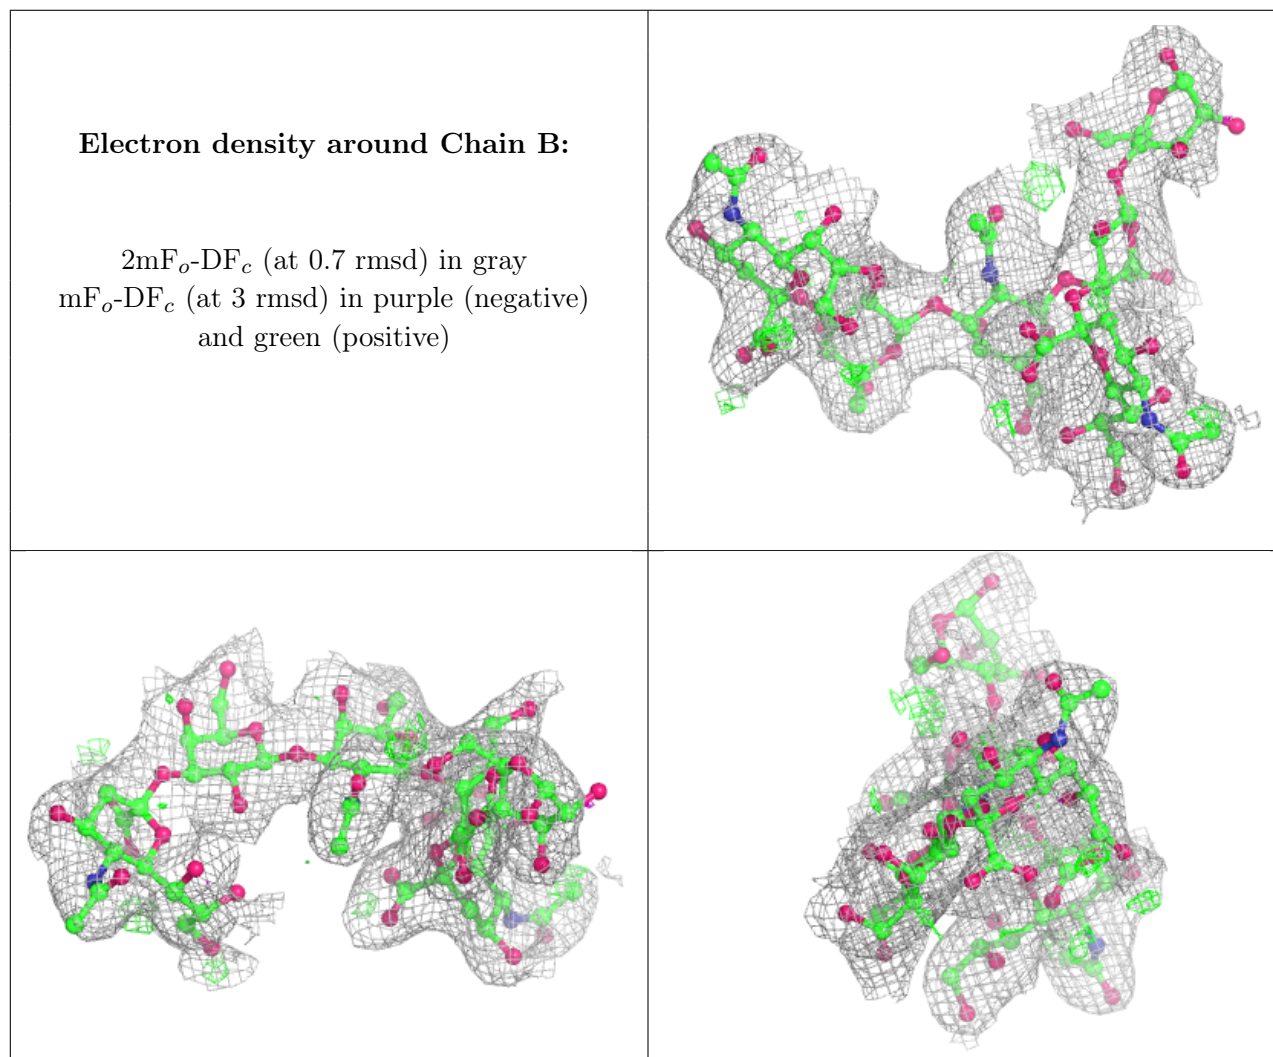 Electron density around Chain B:
2mFₒ-DF𝒸 (at 0.7 rmsd) in gray
mFₒ-DF𝒸 (at 3 rmsd) in purple (negative)
and green (positive)